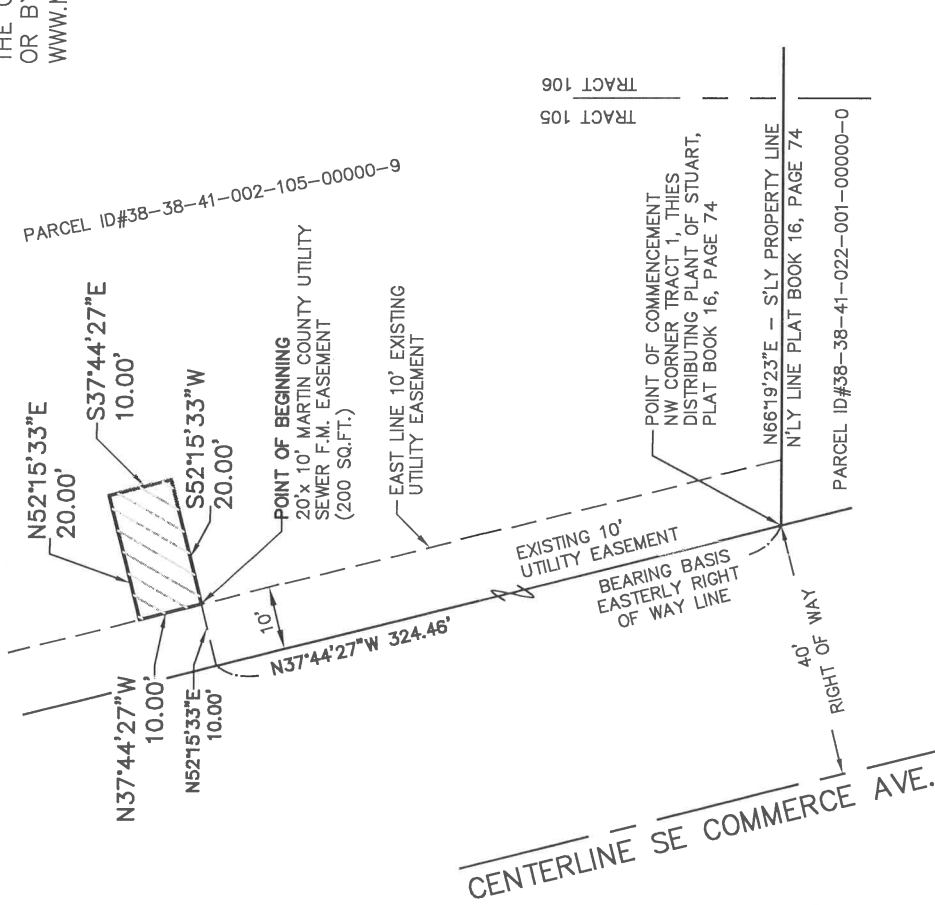 THE O
OR BY
WWW.M
PARCEL ID#38-38-41-002-105-00000-9
N52°15'33"E
20.00'
S37°44'27"E
10.00'
S52°15'33"W
20.00'
POINT OF BEGINNING
20'x 10' MARTIN COUNTY UTILITY
SEWER F.M. EASEMENT
(200 SQ.FT.)
EAST LINE 10' EXISTING
UTILITY EASEMENT
N37°44'27"W
10.00'
N52°15'33"E
10.00'
10'
N37°44'27"W 324.46'
EXISTING 10'
UTILITY EASEMENT
BEARING BASIS
EASTERLY RIGHT
OF WAY LINE
TRACT 106
TRACT 105
POINT OF COMMENCEMENT
NW CORNER TRACT 1, THIES
DISTRIBUTING PLANT OF STUART,
PLAT BOOK 16, PAGE 74
N66°19'23"E – S'LY PROPERTY LINE
N'LY LINE PLAT BOOK 16, PAGE 74
PARCEL ID#38-38-41-022-001-00000-0
40'
RIGHT OF WAY
CENTERLINE SE COMMERCE AVE.